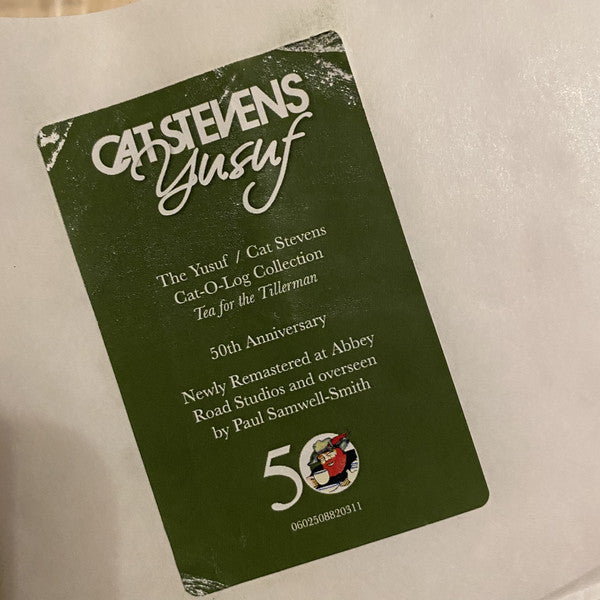 CAT STEVENS
Yusuf
The Yusuf / Cat Stevens
Cat-O-Log Collection
Tea for the Tillerman
50th Anniversary
Newly Remastered at Abbey
Road Studios and overseen
by Paul Samwell-Smith
50
0602508820311